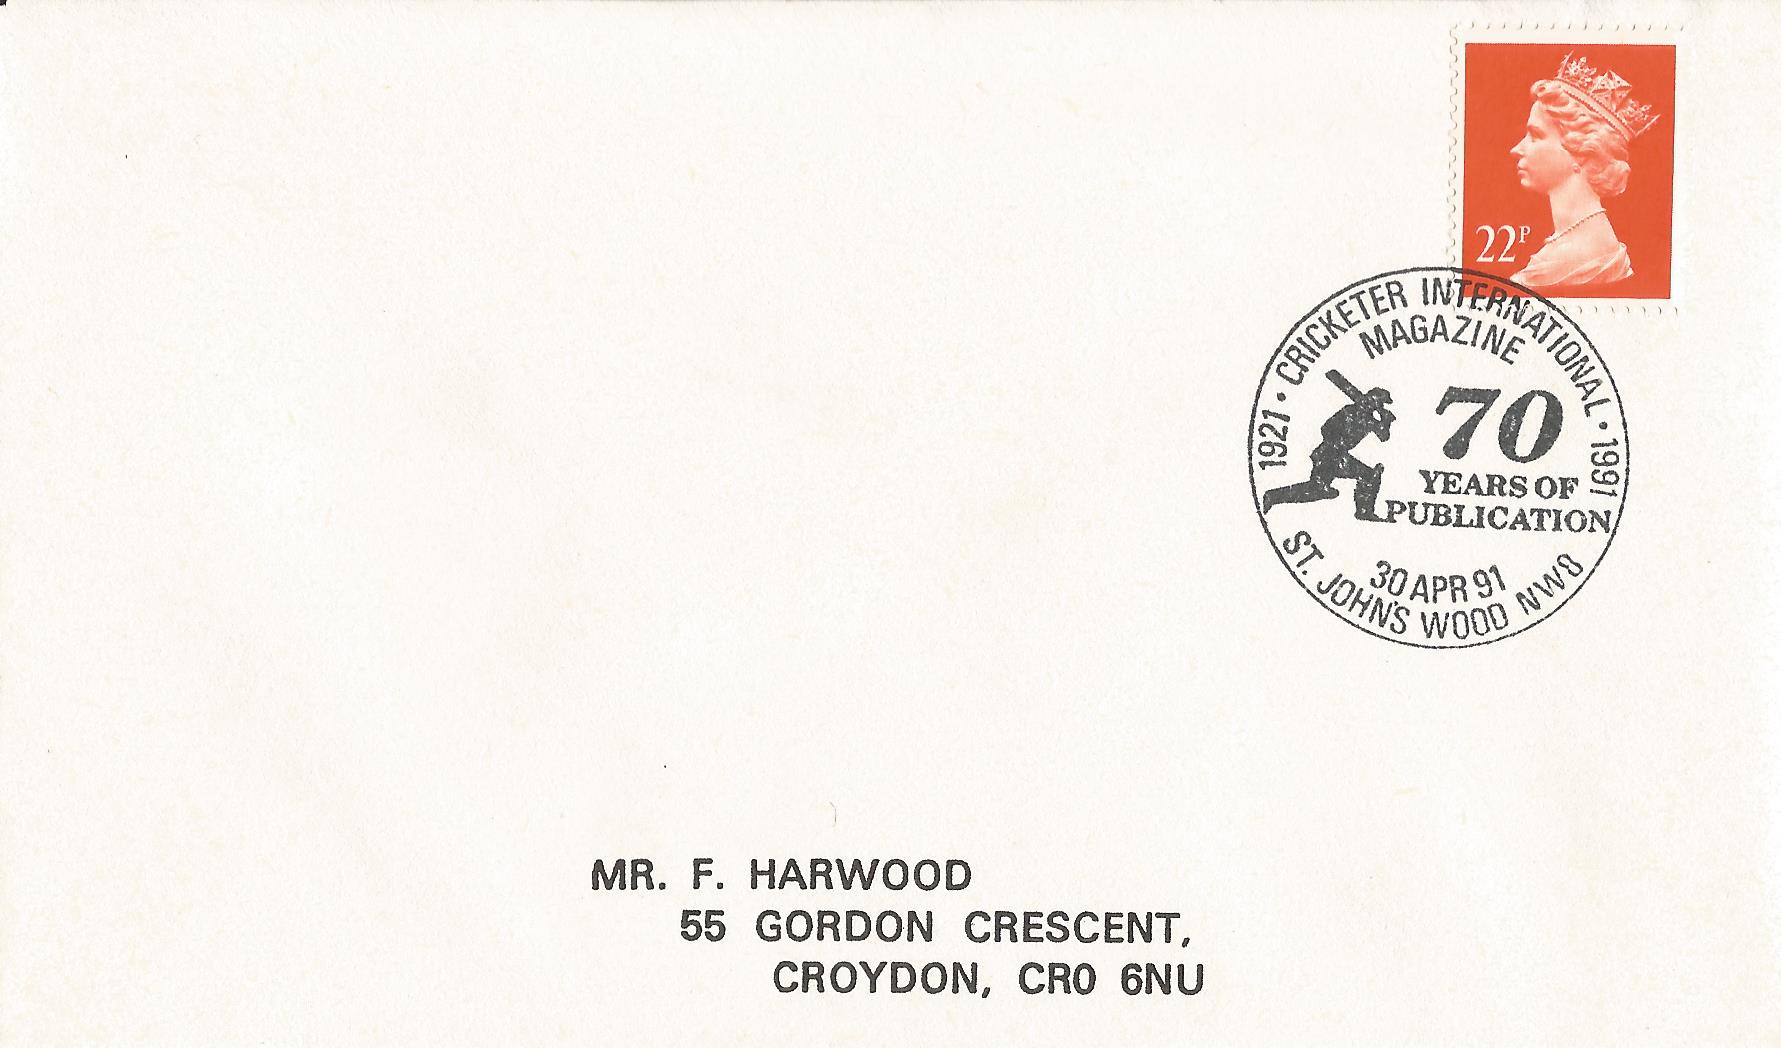 22P
1921 · CRICKETER INTERNATIONAL · 1991
MAGAZINE
70
YEARS OF
PUBLICATION
30 APR 91
ST. JOHN'S WOOD NW8
MR. F. HARWOOD
55 GORDON CRESCENT,
CROYDON, CR0 6NU